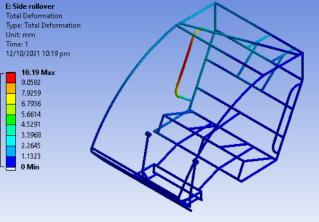 E: Side rollover
Total Deformation
Type: Total Deformation
Unit: mm
Time: 1
12/10/2021 10:19 pm
10.19 Max
9.0582
7.9259
6.7936
5.6614
4.5291
3.3968
2.2645
1.1323
0 Min